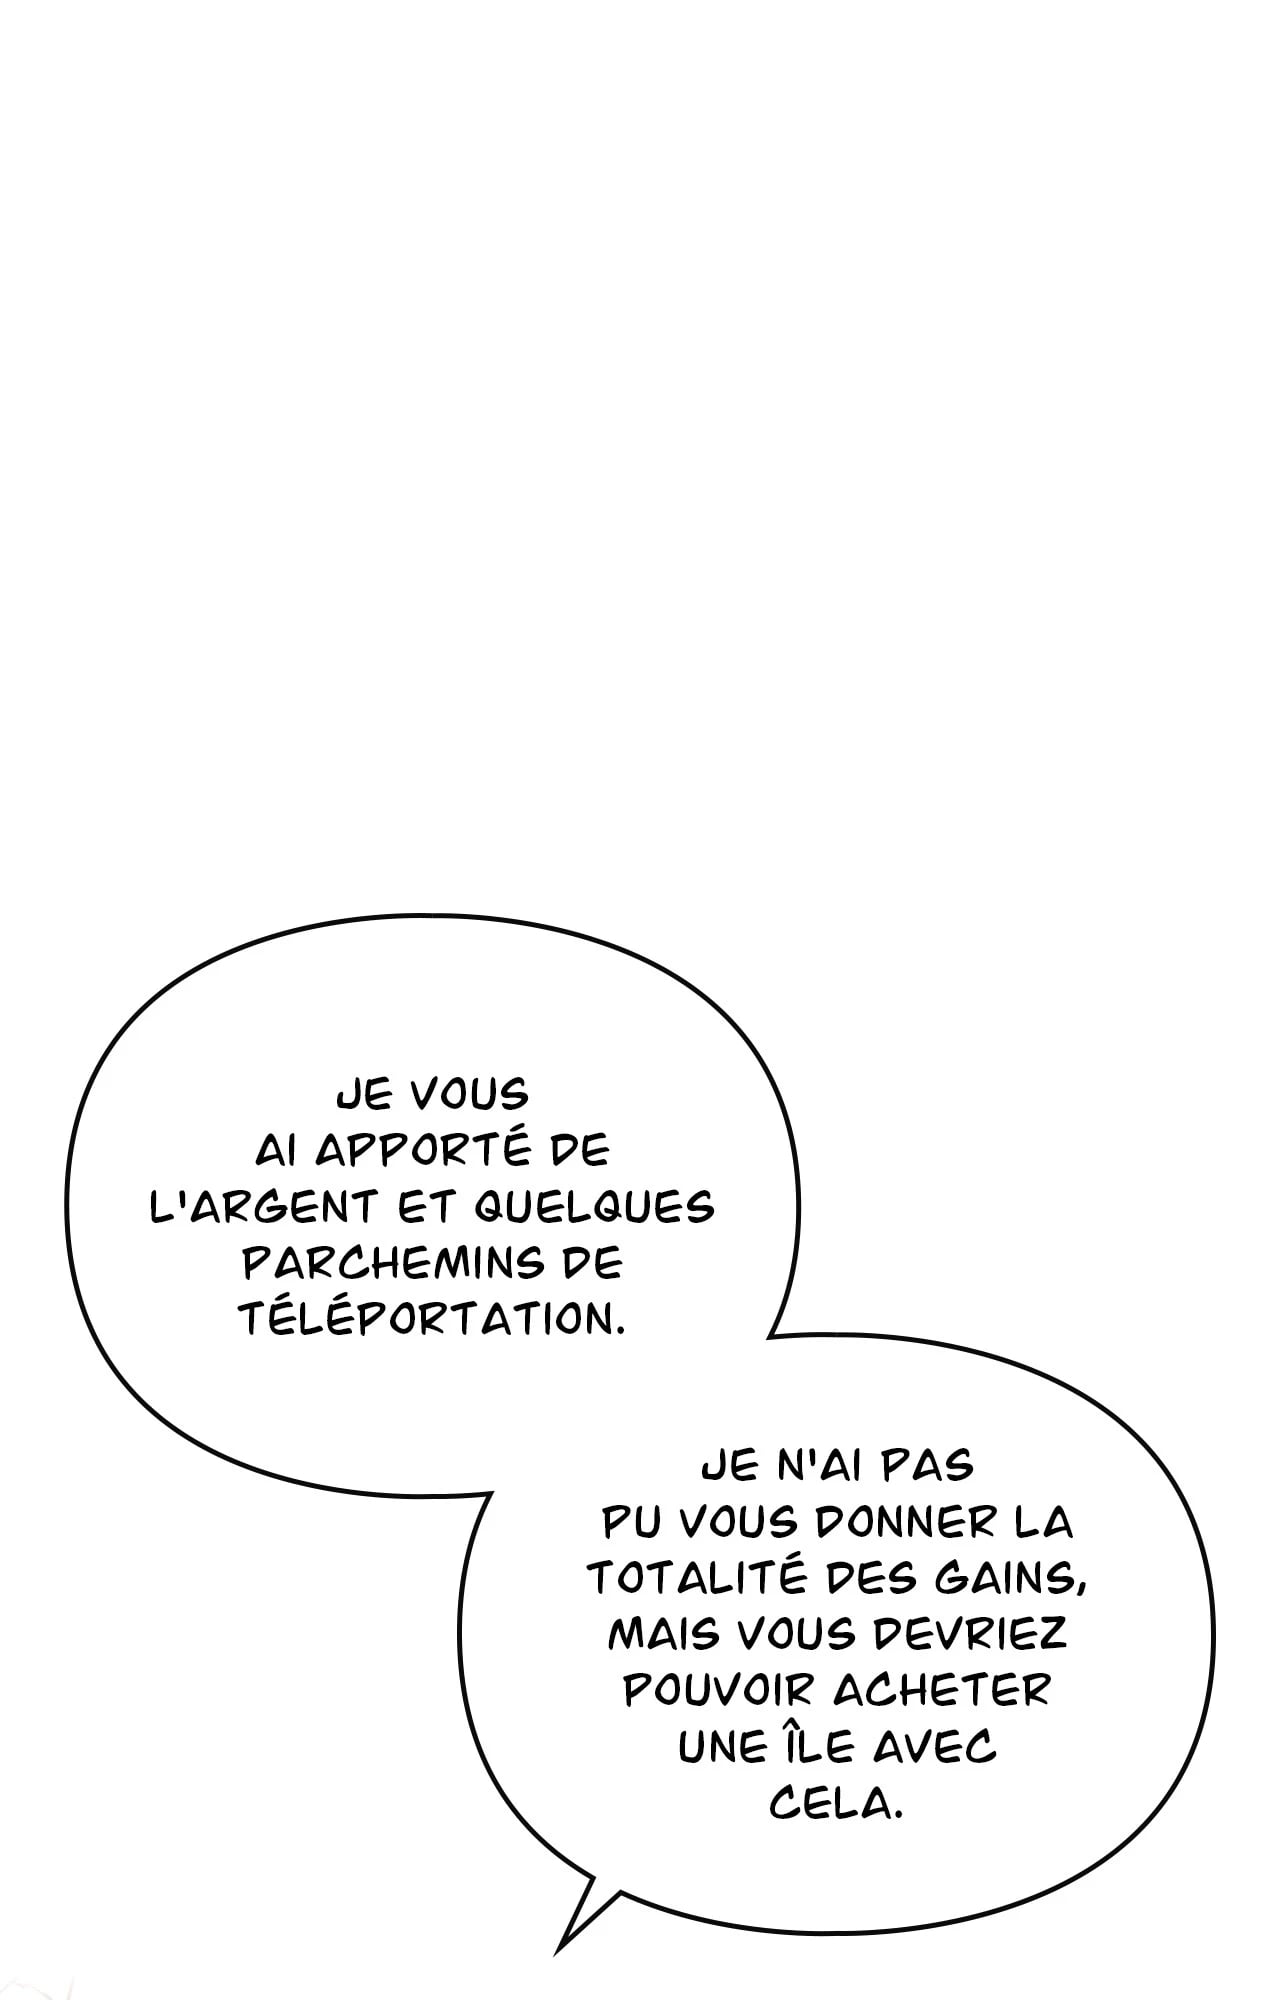 JE VOUS
AI APPORTÉ DE
L'ARGENT ET QUELQUES
PARCHEMINS DE
TÉLÉPORTATION.
JE N'AI PAS
PU VOUS DONNER LA
TOTALITÉ DES GAINS,
MAIS VOUS DEVRIEZ
POUVOIR ACHETER
UNE ÎLE AVEC
CELA.